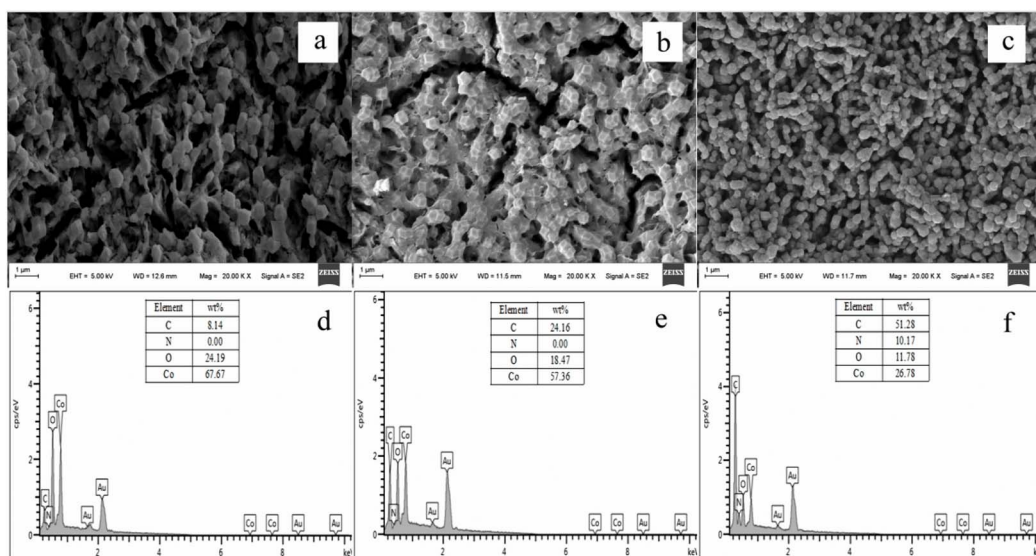 a
b
c
1 µm
EHT = 5.00 kV
WD = 12.6 mm
Mag = 20.00 K X
Signal A = SE2
ZEISS
1 µm
EHT = 5.00 kV
WD = 11.5 mm
Mag = 20.00 K X
Signal A = SE2
ZEISS
1 µm
EHT = 5.00 kV
WD = 11.7 mm
Mag = 20.00 K X
Signal A = SE2
ZEISS
d
Element wt%
C 8.14
N 0.00
O 24.19
Co 67.67
6
4
2
0
cps/eV
C
N
O
Co
Au
Au
Co
Co
Au
Au
2
4
6
8
e
Element wt%
C 24.16
N 0.00
O 18.47
Co 57.36
6
4
2
0
cps/eV
C
N
O
Co
Au
Au
Co
Co
Au
Au
2
4
6
8
f
Element wt%
C 51.28
N 10.17
O 11.78
Co 26.78
6
4
2
0
cps/eV
C
N
O
Co
Au
Au
Co
Co
Au
Au
2
4
6
8